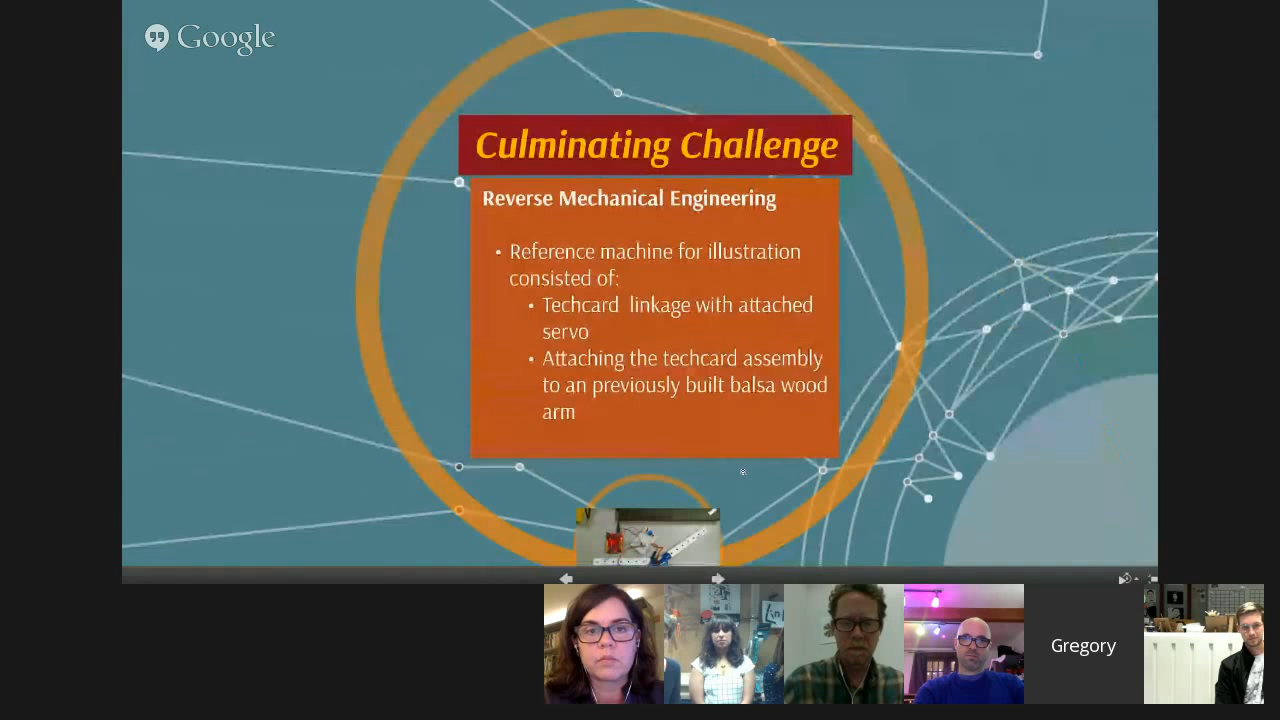 Google
Culminating Challenge
Reverse Mechanical Engineering
• Reference machine for illustration
consisted of:
• Techcard linkage with attached
servo
• Attaching the techcard assembly
to an previously built balsa wood
arm
Gregory